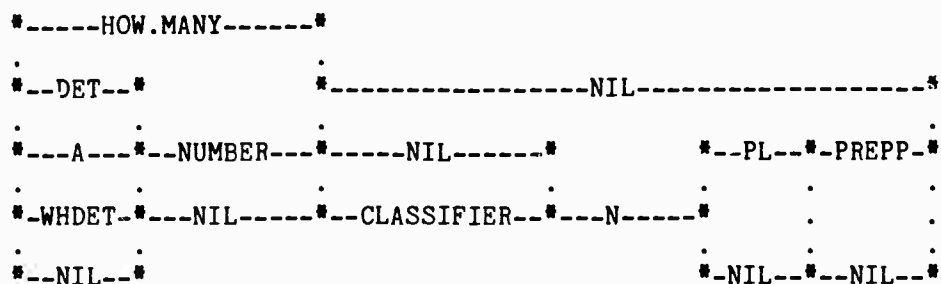 *-----HOW.MANY------*
*--DET--* *-----------------NIL-------------------*
*---A---*--NUMBER---*-----NIL------* *--PL--*-PREPP-*
*-WHDET-*---NIL-----*--CLASSIFIER--*---N-----*
*--NIL--* *-NIL--*--NIL--*